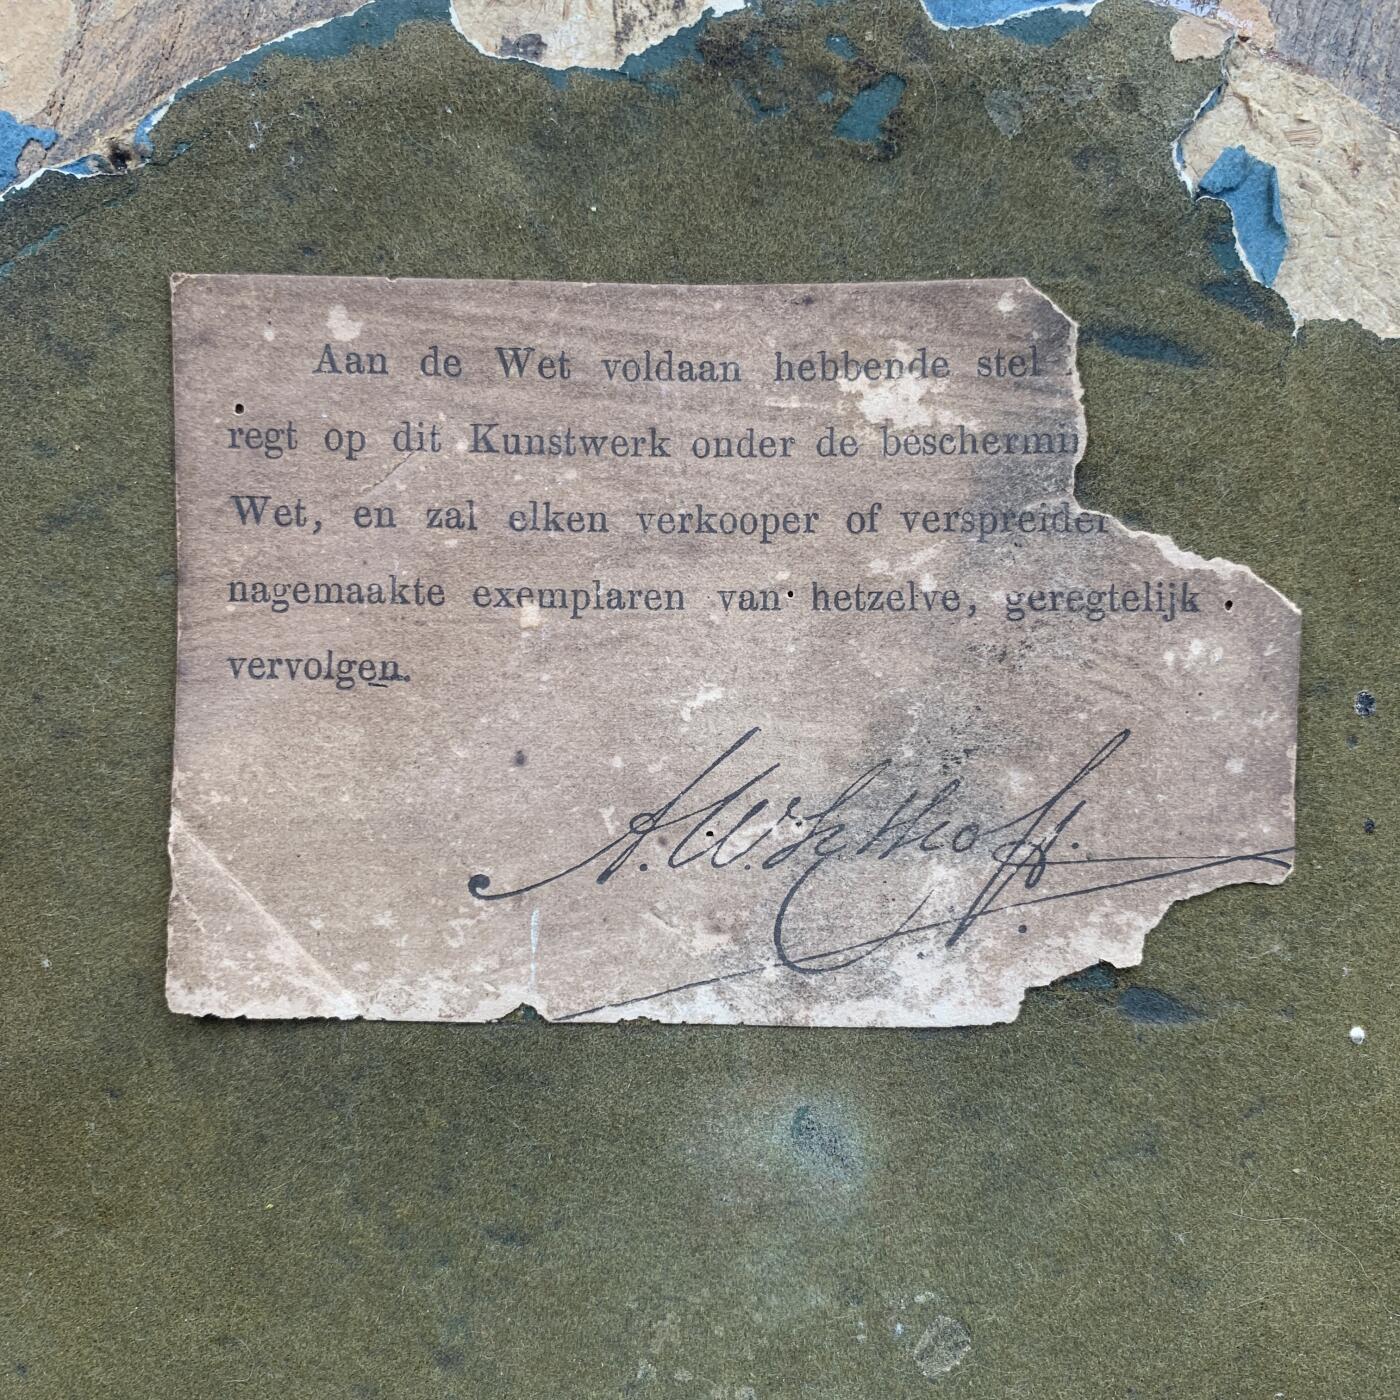 Aan de Wet voldaan hebbende stel
regt op dit Kunstwerk onder de beschermin
Wet, en zal elken verkooper of verspreider
nagemaakte exemplaren van hetzelve, geregtelijk
vervolgen.